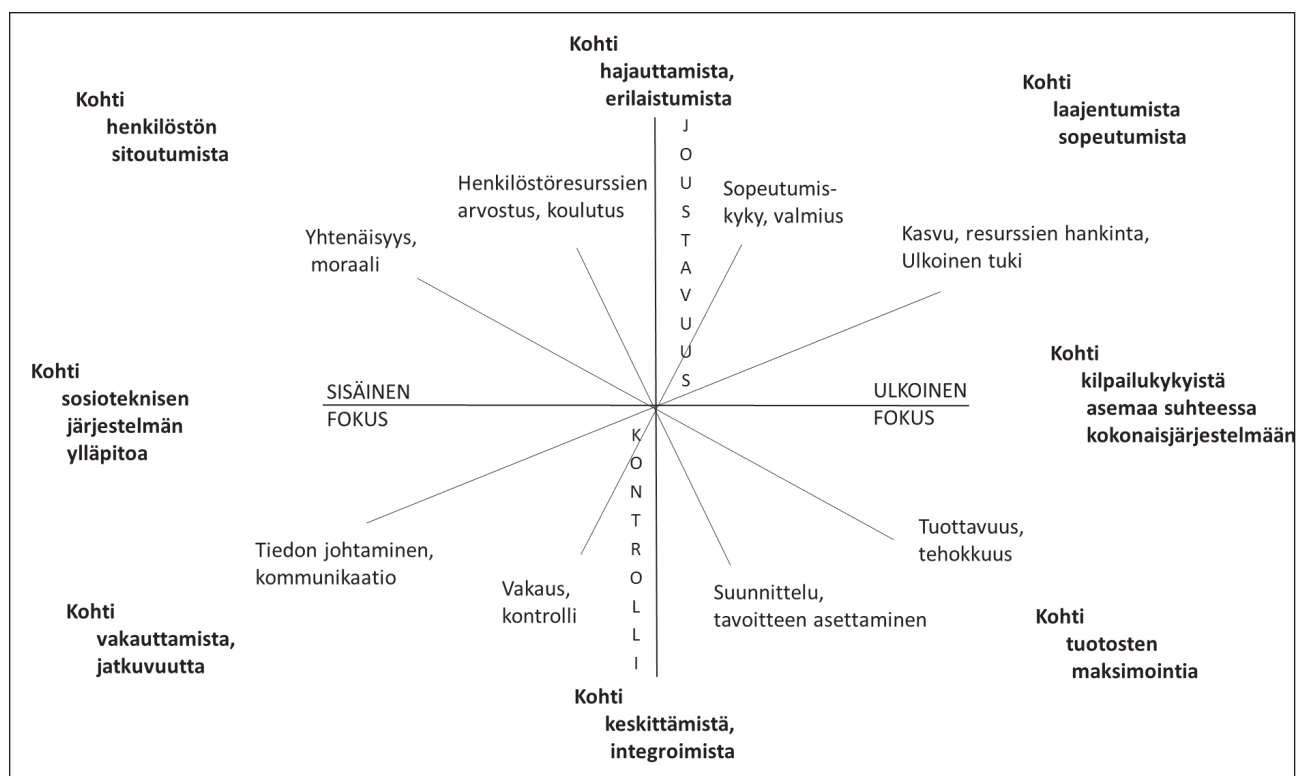 Kohti
hajauttamista,
erilaistumista
Kohti
henkilöstön
sitoutumista
Kohti
laajentumista
sopeutumista
JOUSTAVUUS
Henkilöstöresurssien
arvostus, koulutus
Sopeutumis-
kyky, valmius
Yhtenäisyys,
moraali
Kasvu, resurssien hankinta,
Ulkoinen tuki
Kohti
sosioteknisen
järjestelmän
ylläpitoa
SISÄINEN
FOKUS
ULKOINEN
FOKUS
Kohti
kilpailukykyistä
asemaa suhteessa
kokonaisjärjestelmään
KONTROLLI
Tiedon johtaminen,
kommunikaatio
Vakaus,
kontrolli
Suunnittelu,
tavoitteen asettaminen
Tuottavuus,
tehokkuus
Kohti
vakauttamista,
jatkuvuutta
Kohti
tuotosten
maksimointia
Kohti
keskittämistä,
integroimista